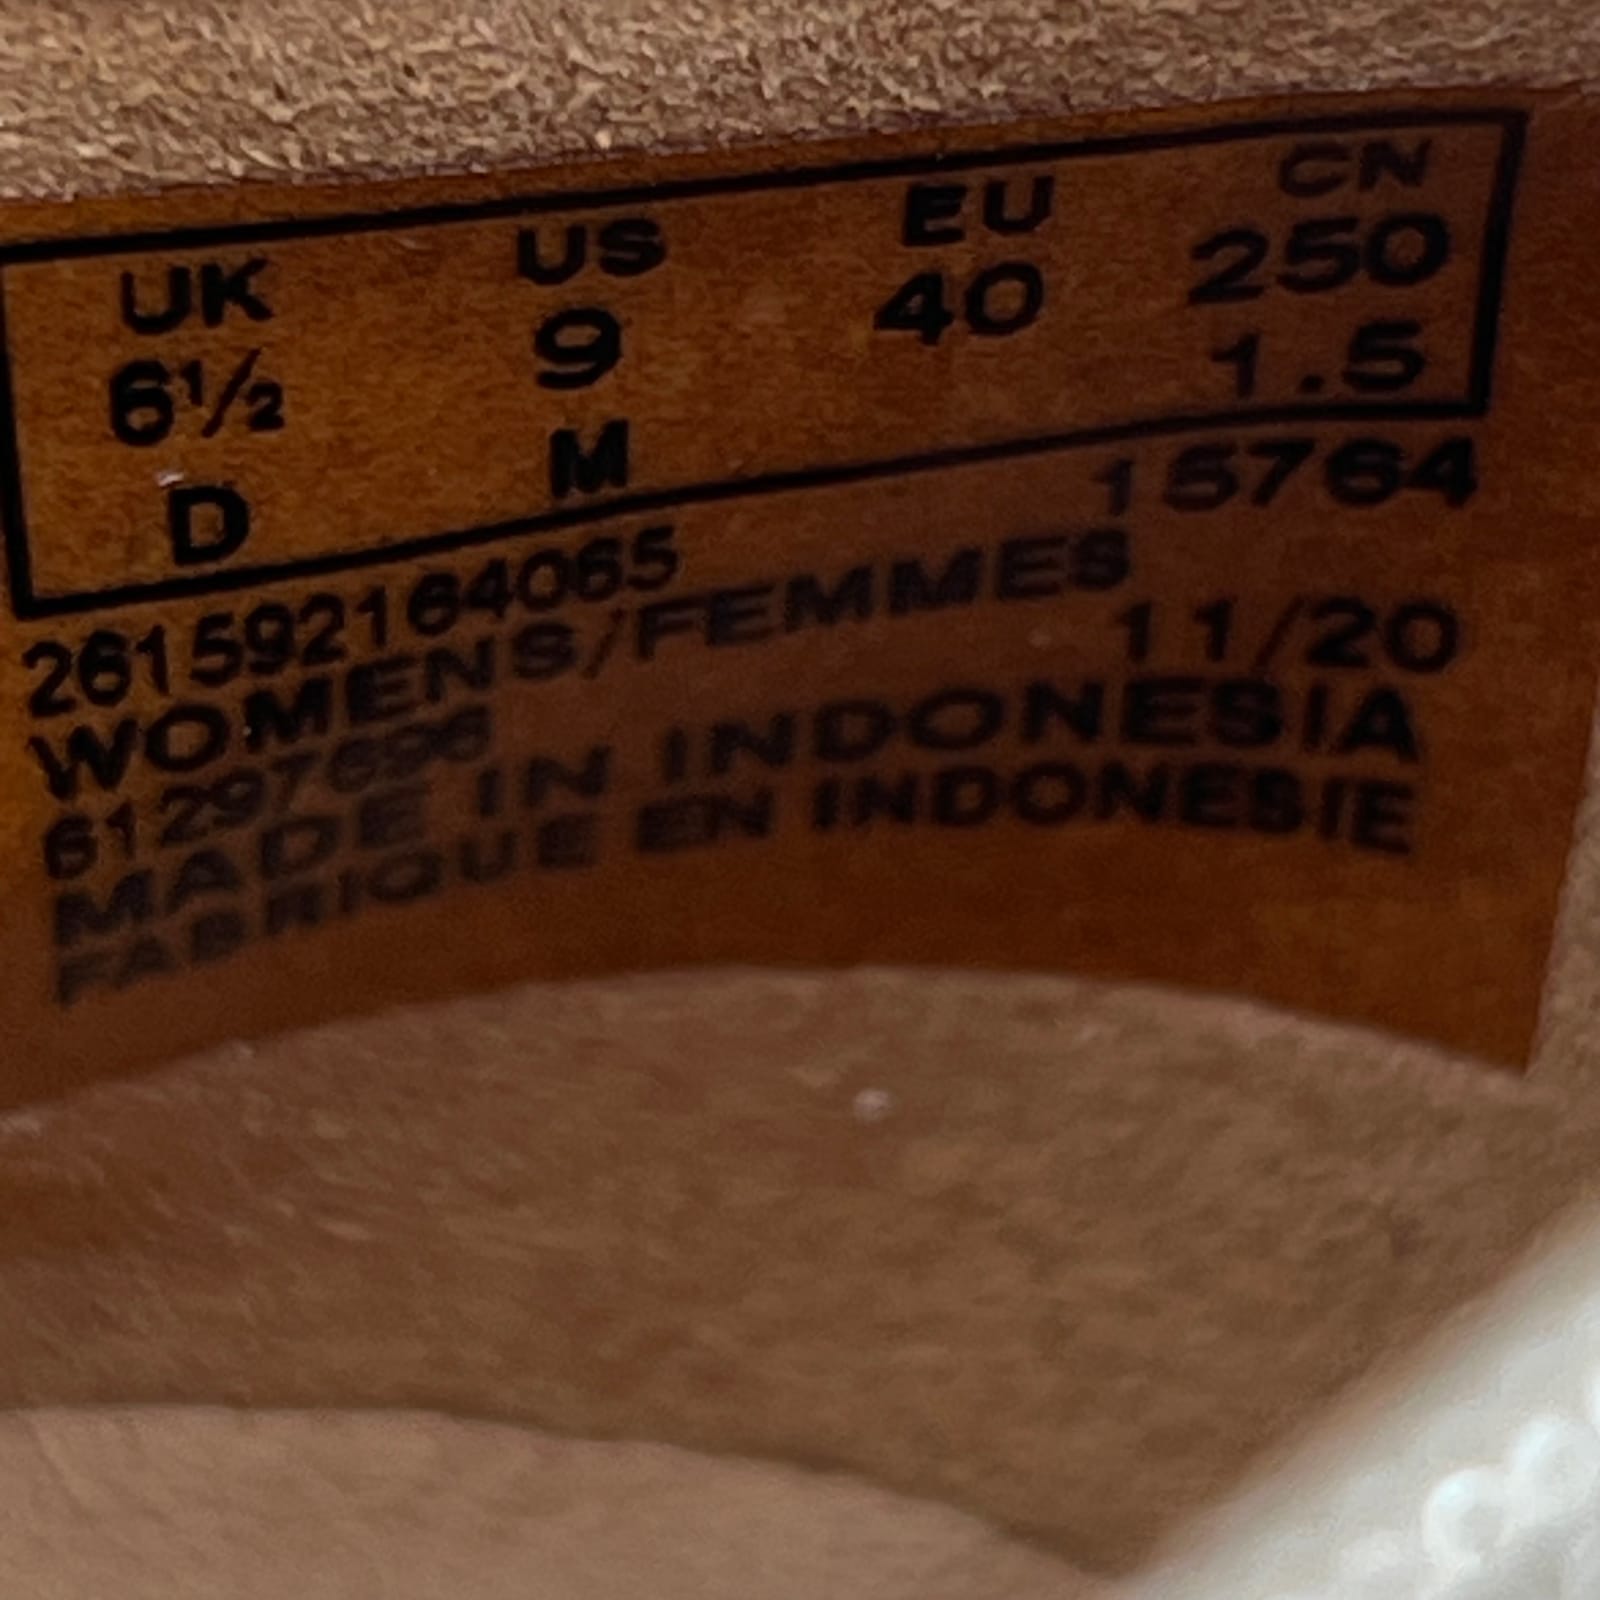 UK US EU CN
6½ 9 40 250
D M 1.5
261592164065 15764
WOMENS/FEMMES
61297696 11/20
MADE IN INDONESIA
FABRIQUE EN INDONESIE